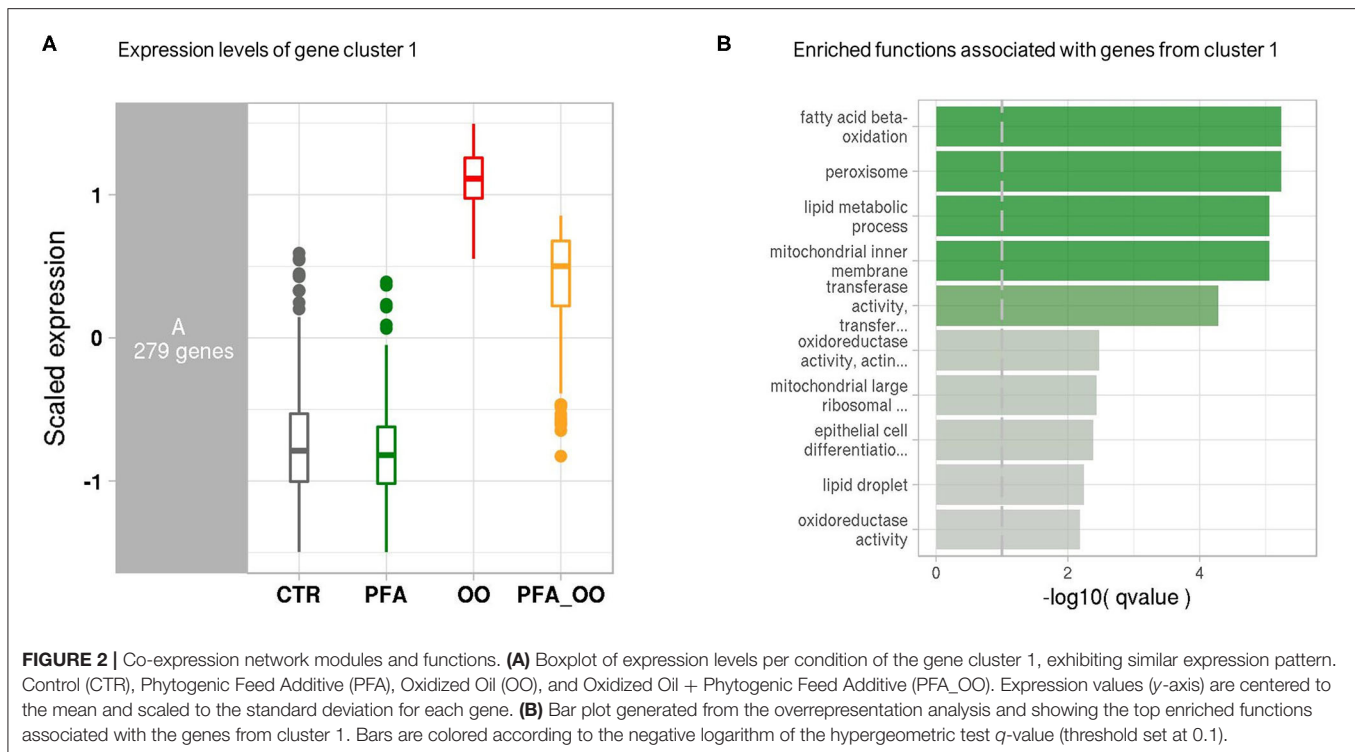 A
Expression levels of gene cluster 1
Scaled expression
1
0
-1
A
279 genes
CTR PFA OO PFA_OO
B
Enriched functions associated with genes from cluster 1
fatty acid beta-
oxidation
peroxisome
lipid metabolic
process
mitochondrial inner
membrane
transferase
activity,
transfer...
oxidoreductase
activity, actin...
mitochondrial large
ribosomal ...
epithelial cell
differentiatio...
lipid droplet
oxidoreductase
activity
0 2 4
-log10( qvalue )
FIGURE 2 | Co-expression network modules and functions. (A) Boxplot of expression levels per condition of the gene cluster 1, exhibiting similar expression pattern.
Control (CTR), Phytogenic Feed Additive (PFA), Oxidized Oil (OO), and Oxidized Oil + Phytogenic Feed Additive (PFA_OO). Expression values (y-axis) are centered to
the mean and scaled to the standard deviation for each gene. (B) Bar plot generated from the overrepresentation analysis and showing the top enriched functions
associated with the genes from cluster 1. Bars are colored according to the negative logarithm of the hypergeometric test q-value (threshold set at 0.1).